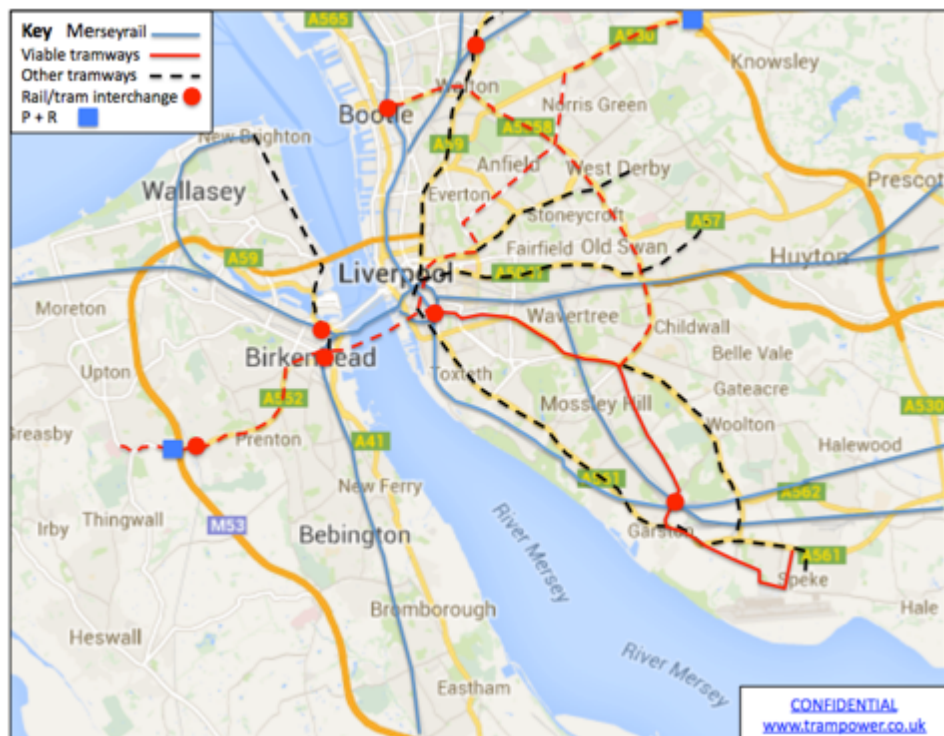 Key Merseyrail
Viable tramways
Other tramways
Rail/tram interchange
P + R
A565
A580
Knowsley
Walton
Norris Green
Bootle
A5058
New Brighton
A59
Anfield
West Derby
Wallasey
Everton
Prescot
Stoneycroft
A57
Fairfield
Old Swan
A59
Huyton
Liverpool
Moreton
Wavertree
Childwall
Birkenhead
Belle Vale
Upton
Toxteth
Gateacre
A552
Mossley Hill
A5300
Greasby
Prenton
A41
Woolton
Halewood
New Ferry
A561
A562
M53
Thingwall
Irby
Bebington
River Mersey
Garston
A561
Speke
Hale
Bromborough
Heswall
River Mersey
Eastham
CONFIDENTIAL
www.trampower.co.uk